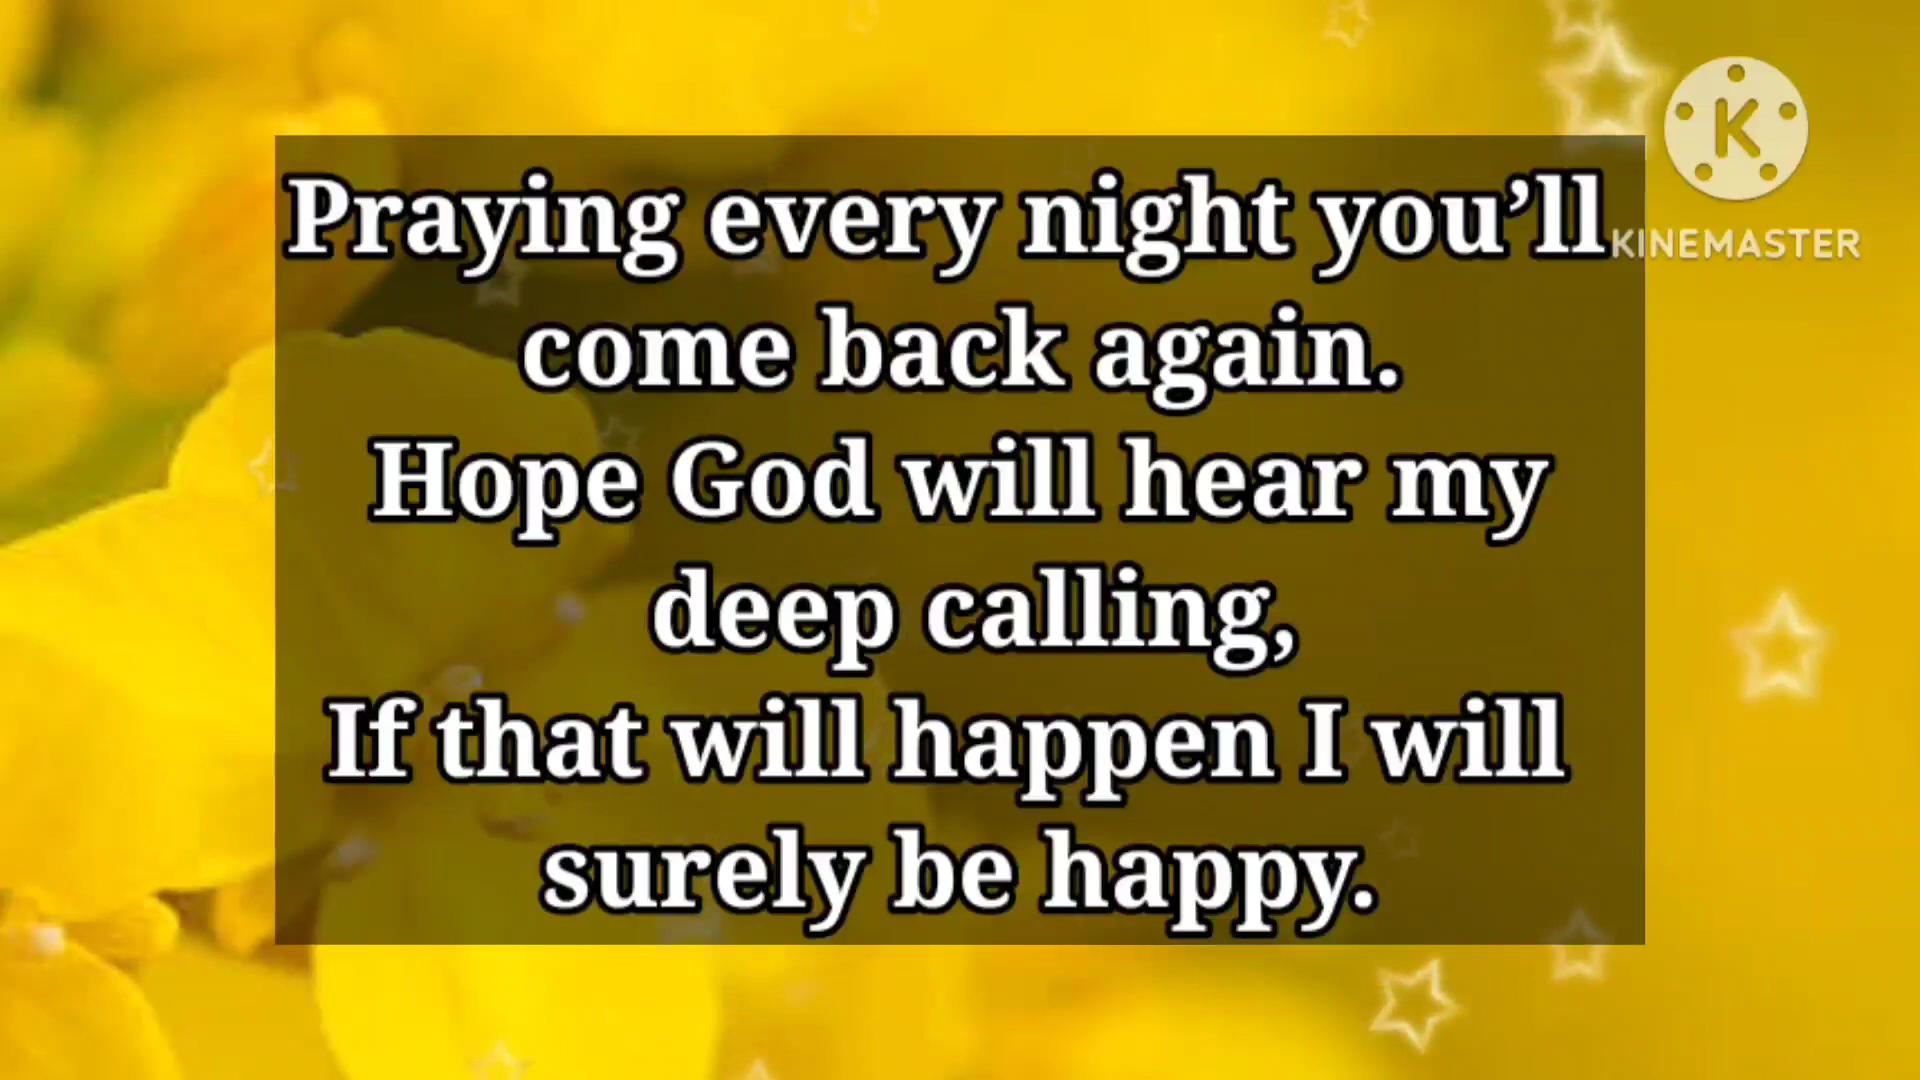 Praying every night you’ll
come back again.
Hope God will hear my
deep calling,
If that will happen I will
surely be happy.
K
KINEMASTER